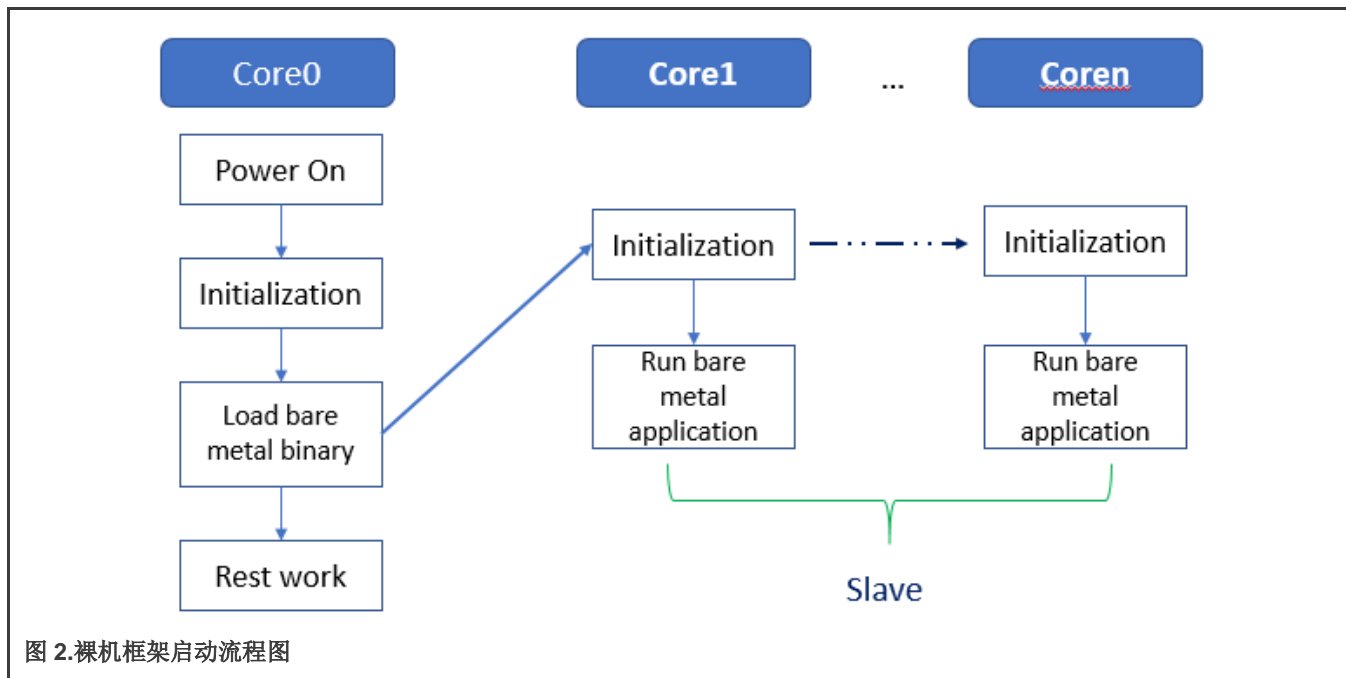 Core0
Core1
...
Coren
Power On
Initialization
Load bare
metal binary
Rest work
Initialization
Run bare
metal
application
Initialization
Run bare
metal
application
Slave
图 2.裸机框架启动流程图